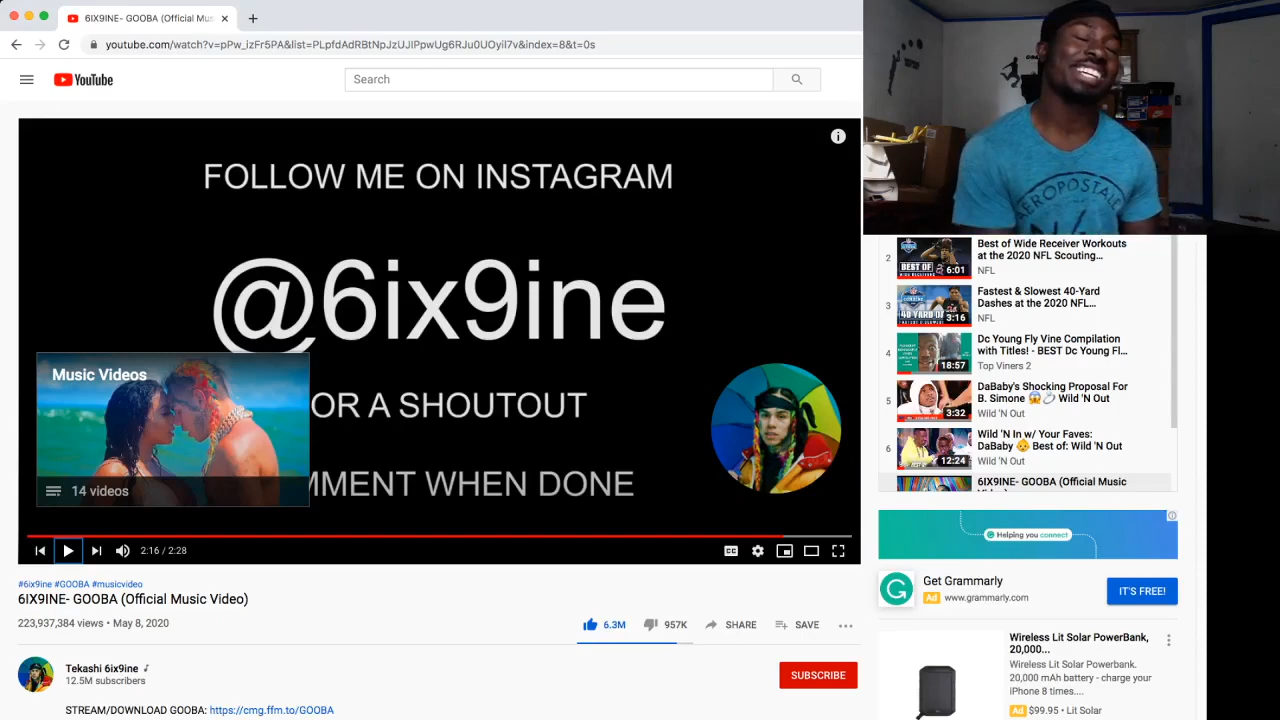 6IX9INE- GOOBA (Official Mus
youtube.com/watch?v=pPw_izFr5PA&list=PLpfdAdRBtNpJzUJlPpwUg6RJu0UOyil7v&index=8&t=0s
YouTube
Search
FOLLOW ME ON INSTAGRAM
@6ix9ine
OR A SHOUTOUT
MMENT WHEN DONE
Music Videos
14 videos
2:16 / 2:28
CC
#6ix9ine #GOOBA #musicvideo
6IX9INE- GOOBA (Official Music Video)
223,937,384 views • May 8, 2020
6.3M
957K
SHARE
SAVE
Tekashi 6ix9ine
12.5M subscribers
SUBSCRIBE
STREAM/DOWNLOAD GOOBA: https://cmg.ffm.to/GOOBA
AEROPOSTALE
2
BEST OF
6:01
Best of Wide Receiver Workouts
at the 2020 NFL Scouting...
NFL
3
40 YARD
3:16
Fastest & Slowest 40-Yard
Dashes at the 2020 NFL...
NFL
4
18:57
Dc Young Fly Vine Compilation
with Titles! - BEST Dc Young Fl...
Top Viners 2
5
3:32
DaBaby's Shocking Proposal For
B. Simone 😱💍 Wild 'N Out
Wild 'N Out
6
12:24
Wild 'N In w/ Your Faves:
DaBaby 👶 Best of: Wild 'N Out
Wild 'N Out
6IX9INE- GOOBA (Official Music
Helping you connect
Get Grammarly
Ad www.grammarly.com
IT'S FREE!
Wireless Lit Solar PowerBank,
20,000...
Wireless Lit Solar Powerbank.
20,000 mAh battery - charge your
iPhone 8 times....
Ad $99.95 • Lit Solar